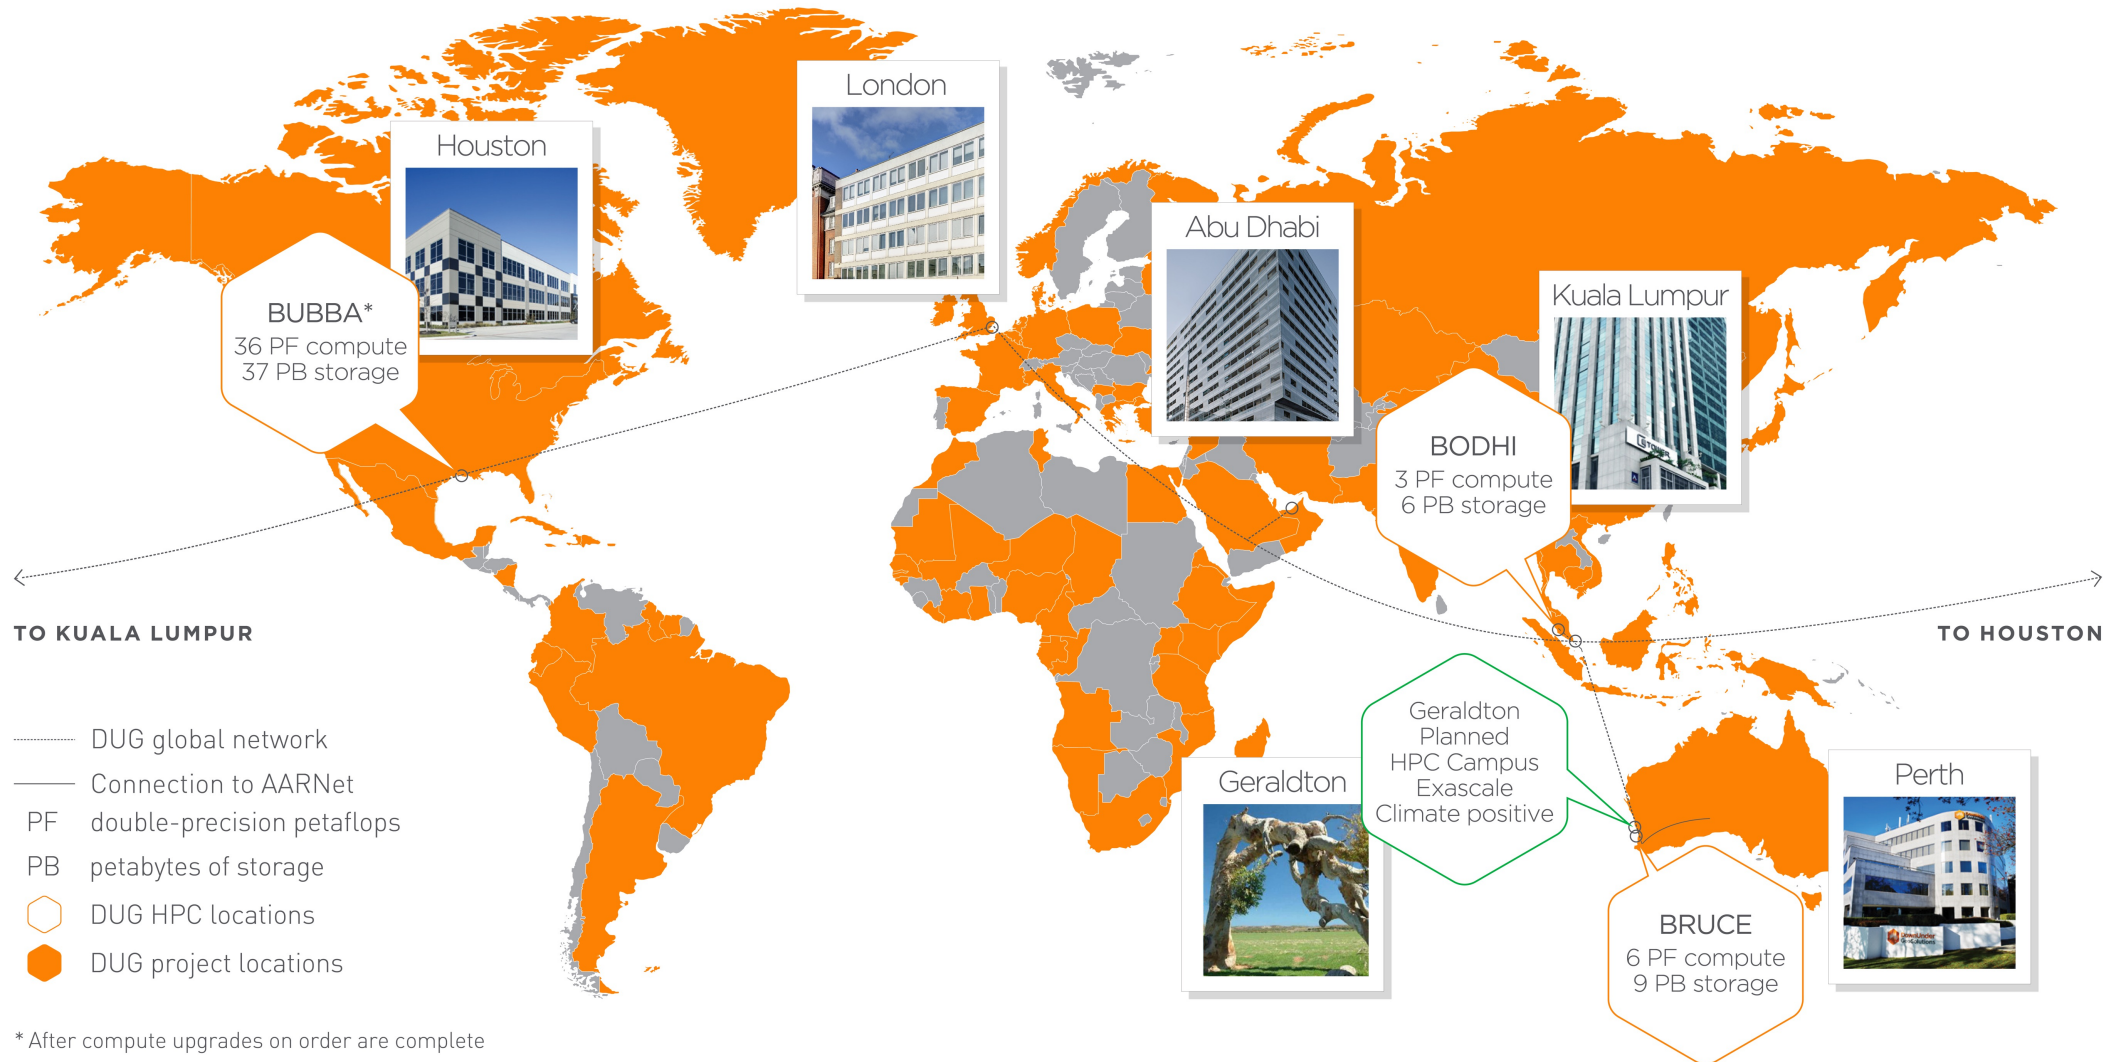 London
Houston
Abu Dhabi
Kuala Lumpur
BUBBA*
36 PF compute
37 PB storage
BODHI
3 PF compute
6 PB storage
TO KUALA LUMPUR
TO HOUSTON
Geraldton
Planned
HPC Campus
Exascale
Climate positive
Geraldton
Perth
BRUCE
6 PF compute
9 PB storage
DUG global network
Connection to AARNet
PF double-precision petaflops
PB petabytes of storage
DUG HPC locations
DUG project locations
* After compute upgrades on order are complete